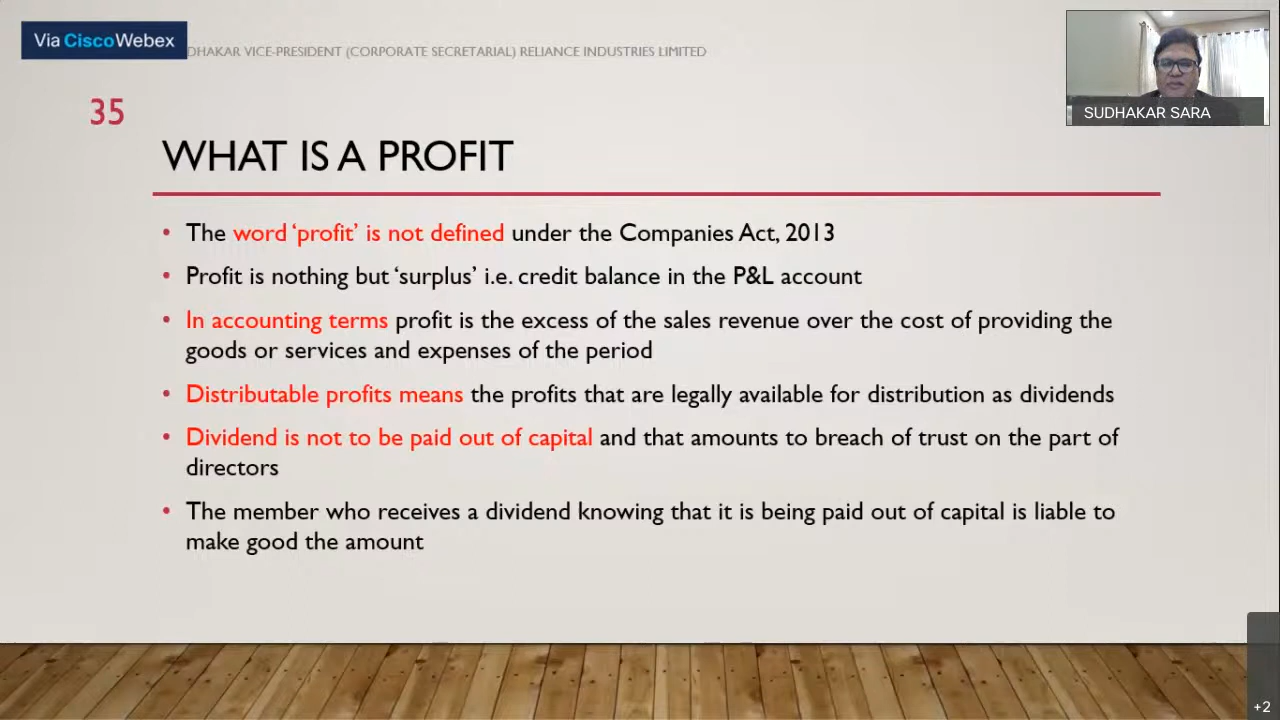 Via Cisco Webex
DHAKAR VICE-PRESIDENT (CORPORATE SECRETARIAL) RELIANCE INDUSTRIES LIMITED
SUDHAKAR SARA
35
WHAT IS A PROFIT
• The word ‘profit’ is not defined under the Companies Act, 2013
• Profit is nothing but ‘surplus’ i.e. credit balance in the P&L account
• In accounting terms profit is the excess of the sales revenue over the cost of providing the
goods or services and expenses of the period
• Distributable profits means the profits that are legally available for distribution as dividends
• Dividend is not to be paid out of capital and that amounts to breach of trust on the part of
directors
• The member who receives a dividend knowing that it is being paid out of capital is liable to
make good the amount
+2